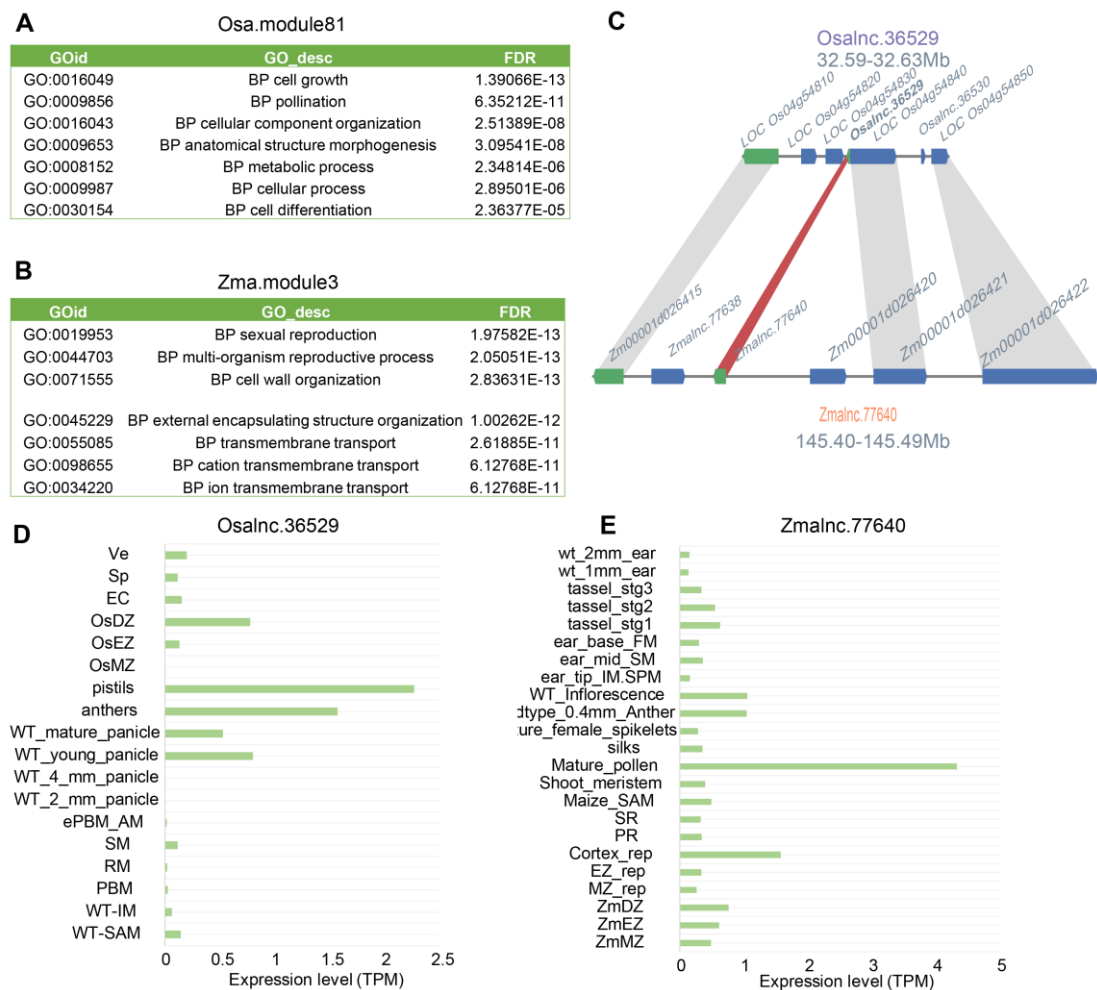 A
Osa.module81
GOid GO_desc FDR
GO:0016049 BP cell growth 1.39066E-13
GO:0009856 BP pollination 6.35212E-11
GO:0016043 BP cellular component organization 2.51389E-08
GO:0009653 BP anatomical structure morphogenesis 3.09541E-08
GO:0008152 BP metabolic process 2.34814E-06
GO:0009987 BP cellular process 2.89501E-06
GO:0030154 BP cell differentiation 2.36377E-05
B
Zma.module3
GOid GO_desc FDR
GO:0019953 BP sexual reproduction 1.97582E-13
GO:0044703 BP multi-organism reproductive process 2.05051E-13
GO:0071555 BP cell wall organization 2.83631E-13
GO:0045229 BP external encapsulating structure organization 1.00262E-12
GO:0055085 BP transmembrane transport 2.61885E-11
GO:0098655 BP cation transmembrane transport 6.12768E-11
GO:0034220 BP ion transmembrane transport 6.12768E-11
C
Osalnc.36529
32.59-32.63Mb
LOC Os04g54810
LOC Os04g54820
LOC Os04g54830
Osalnc.36529
LOC Os04g54840
Osalnc.36530
LOC Os04g54850
Zm00001d026415
Zmalnc.77638
Zmalnc.77640
Zm00001d026420
Zm00001d026421
Zm00001d026422
Zmalnc.77640
145.40-145.49Mb
D
Osalnc.36529
Ve
Sp
EC
OsDZ
OsEZ
OsMZ
pistils
anthers
WT_mature_panicle
WT_young_panicle
WT_4_mm_panicle
WT_2_mm_panicle
ePBM_AM
SM
RM
PBM
WT-IM
WT-SAM
0 0.5 1 1.5 2 2.5
Expression level (TPM)
E
Zmalnc.77640
wt_2mm_ear
wt_1mm_ear
tassel_stg3
tassel_stg2
tassel_stg1
ear_base_FM
ear_mid_SM
ear_tip_IM.SPM
WT_Inflorescence
dtype_0.4mm_Anther
ure_female_spikelets
silks
Mature_pollen
Shoot_meristem
Maize_SAM
SR
PR
Cortex_rep
EZ_rep
MZ_rep
ZmDZ
ZmEZ
ZmMZ
0 1 2 3 4 5
Expression level (TPM)